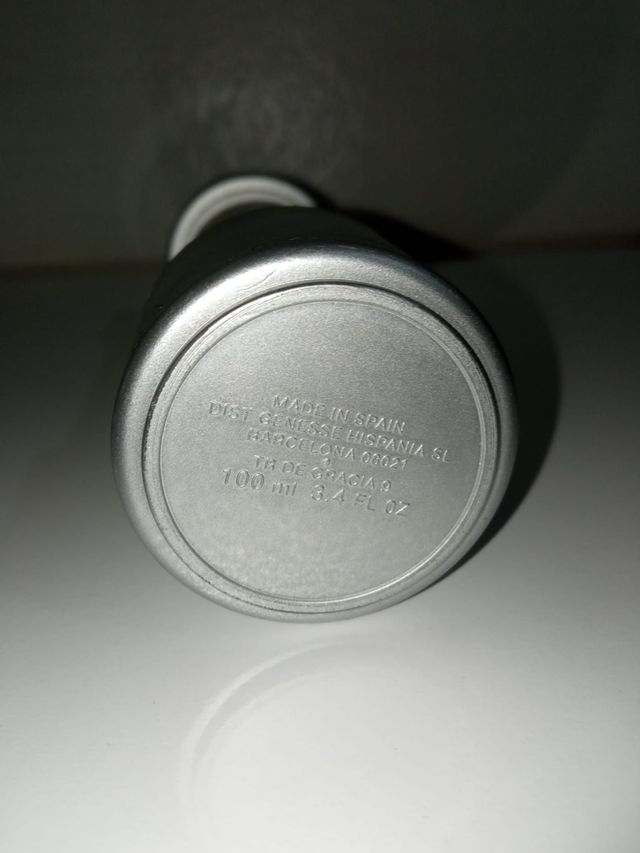 MADE IN SPAIN
DIST GENESSE HISPANIA SL
BARCELONA 08021
TR DE GRACIA 9
100 ml 3.4 FL OZ